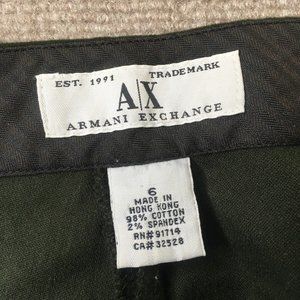 EST. 1991 TRADEMARK
A|X
ARMANI EXCHANGE
6
MADE IN
HONG KONG
98% COTTON
2% SPANDEX
RN#91714
CA#32528